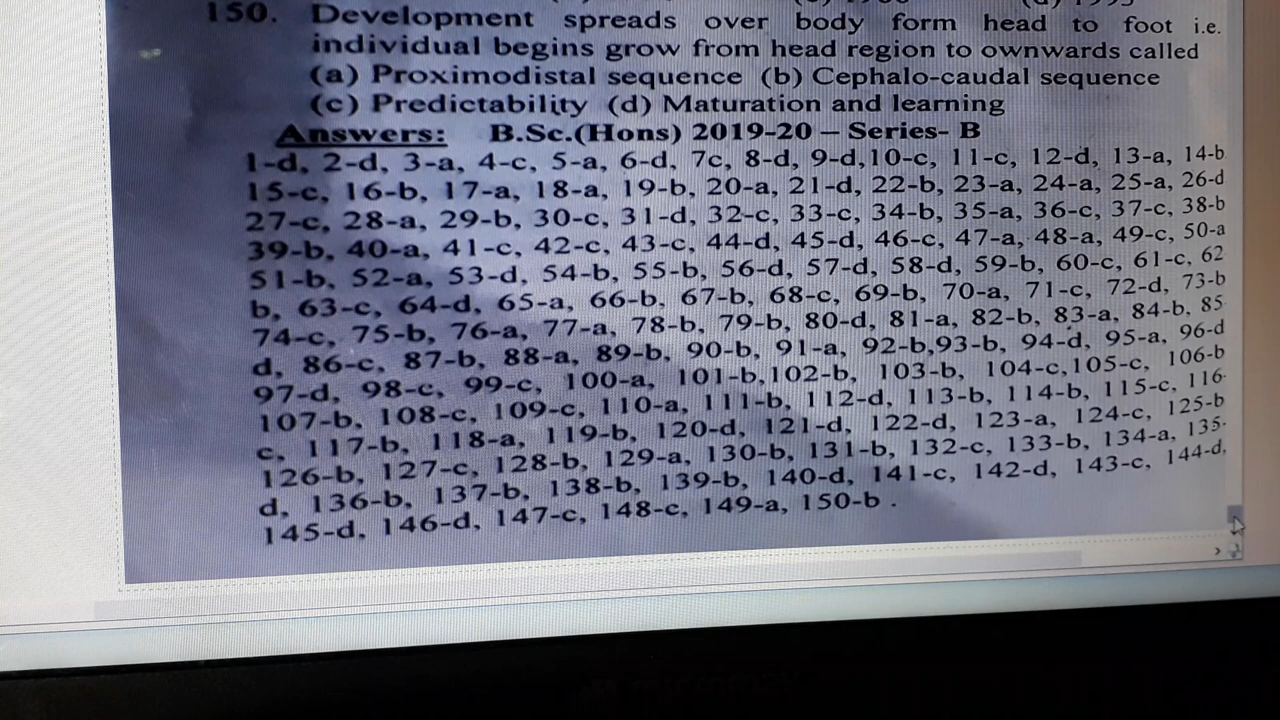 150. Development spreads over body form head to foot i.e.
individual begins grow from head region to ownwards called
(a) Proximodistal sequence (b) Cephalo-caudal sequence
(c) Predictability (d) Maturation and learning
Answers: B.Sc.(Hons) 2019-20 – Series- B
1-d, 2-d, 3-a, 4-c, 5-a, 6-d, 7c, 8-d, 9-d,10-c, 11-c, 12-d, 13-a, 14-b
15-c, 16-b, 17-a, 18-a, 19-b, 20-a, 21-d, 22-b, 23-a, 24-a, 25-a, 26-d
27-c, 28-a, 29-b, 30-c, 31-d, 32-c, 33-c, 34-b, 35-a, 36-c, 37-c, 38-b
39-b, 40-a, 41-c, 42-c, 43-c, 44-d, 45-d, 46-c, 47-a, 48-a, 49-c, 50-a
51-b, 52-a, 53-d, 54-b, 55-b, 56-d, 57-d, 58-d, 59-b, 60-c, 61-c, 62
b, 63-c, 64-d, 65-a, 66-b, 67-b, 68-c, 69-b, 70-a, 71-c, 72-d, 73-b
74-c, 75-b, 76-a, 77-a, 78-b, 79-b, 80-d, 81-a, 82-b, 83-a, 84-b, 85-
d, 86-c, 87-b, 88-a, 89-b, 90-b, 91-a, 92-b,93-b, 94-d, 95-a, 96-d
97-d, 98-c, 99-c, 100-a, 101-b,102-b, 103-b, 104-c,105-c, 106-b
107-b, 108-c, 109-c, 110-a, 111-b, 112-d, 113-b, 114-b, 115-c, 116-
c, 117-b, 118-a, 119-b, 120-d, 121-d, 122-d, 123-a, 124-c, 125-b
126-b, 127-c, 128-b, 129-a, 130-b, 131-b, 132-c, 133-b, 134-a, 135-
d, 136-b, 137-b, 138-b, 139-b, 140-d, 141-c, 142-d, 143-c, 144-d,
145-d, 146-d, 147-c, 148-c, 149-a, 150-b .